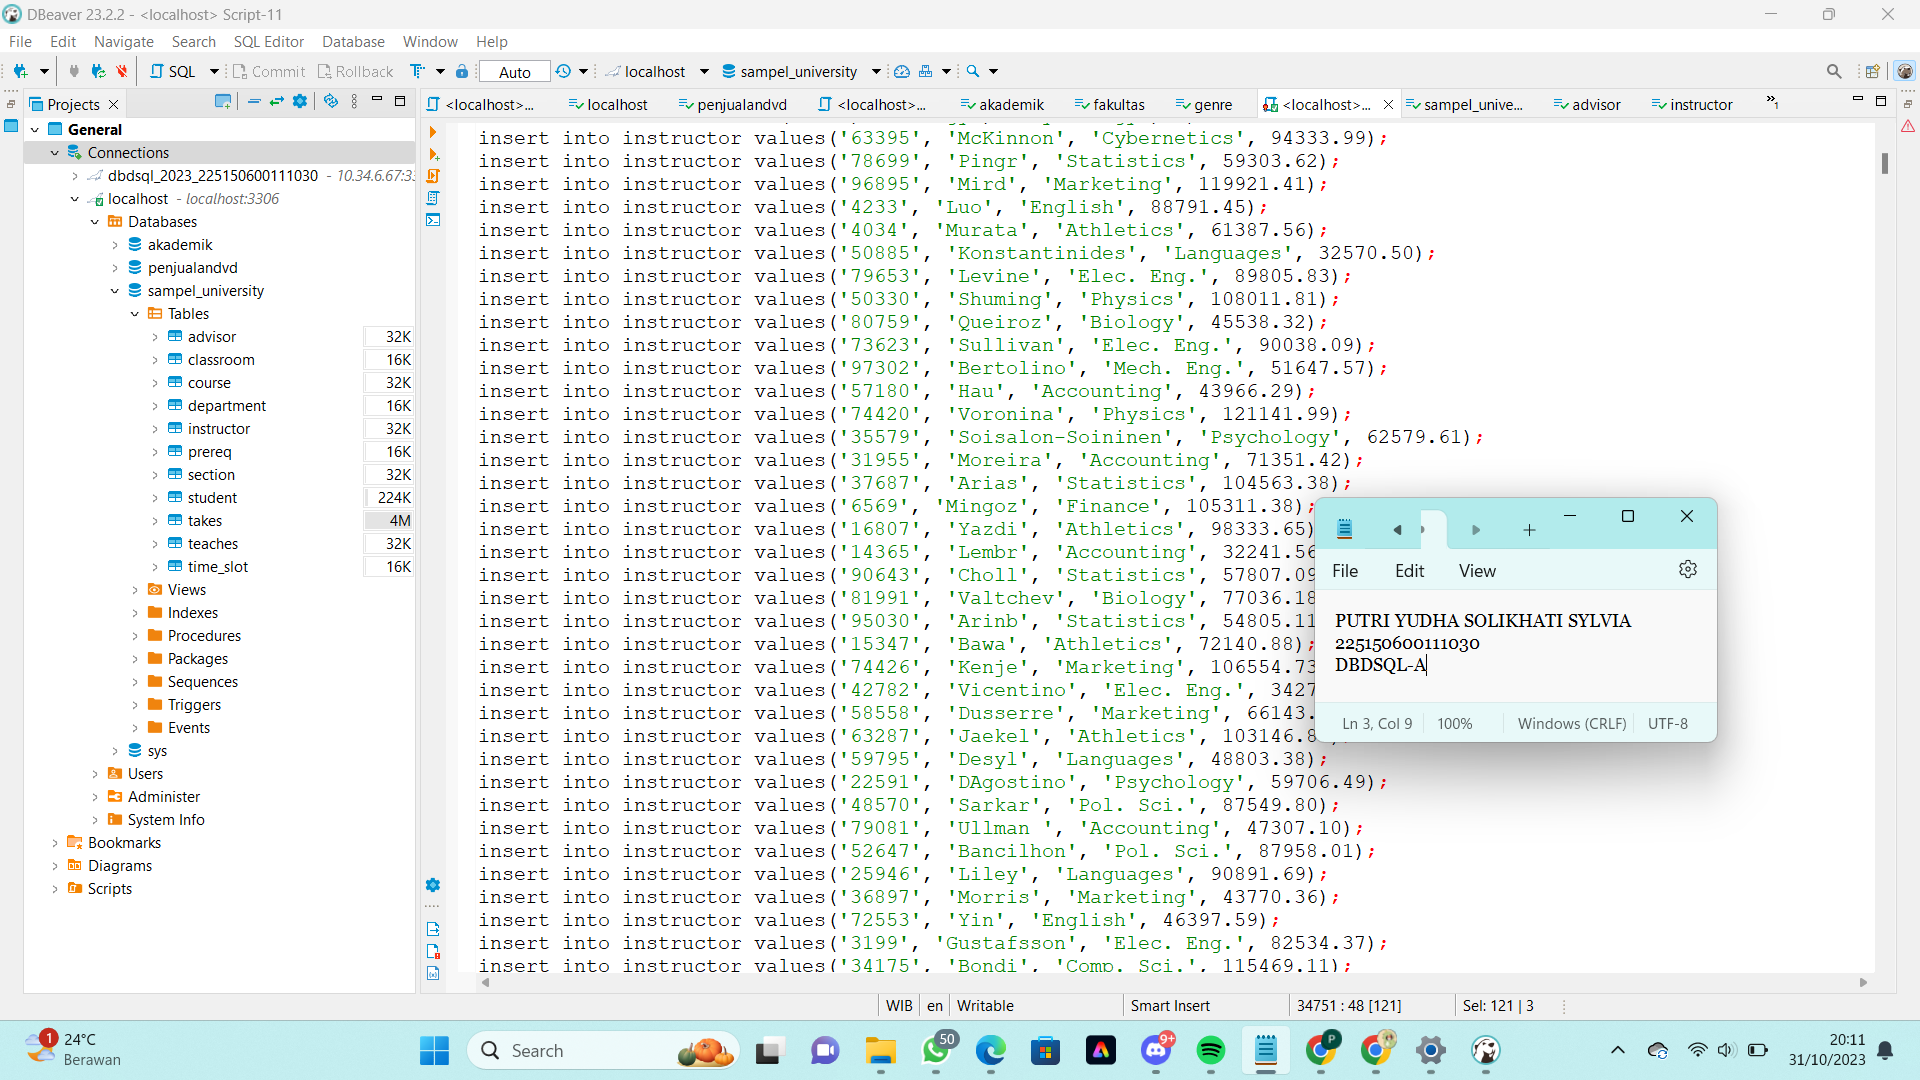 DBeaver 23.2.2 - <localhost> Script-11
File Edit Navigate Search SQL Editor Database Window Help
SQL Commit Rollback Auto localhost sampel_university
Projects
<localhost>... localhost penjualandvd <localhost>... akademik fakultas genre <localhost>... sampel_unive... advisor instructor »1
General
Connections
dbdsql_2023_225150600111030 - 10.34.6.67:33
localhost - localhost:3306
Databases
akademik
penjualandvd
sampel_university
Tables
advisor 32K
classroom 16K
course 32K
department 16K
instructor 32K
prereq 16K
section 32K
student 224K
takes 4M
teaches 32K
time_slot 16K
Views
Indexes
Procedures
Packages
Sequences
Triggers
Events
sys
Users
Administer
System Info
Bookmarks
Diagrams
Scripts
insert into instructor values('63395', 'McKinnon', 'Cybernetics', 94333.99);
insert into instructor values('78699', 'Pingr', 'Statistics', 59303.62);
insert into instructor values('96895', 'Mird', 'Marketing', 119921.41);
insert into instructor values('4233', 'Luo', 'English', 88791.45);
insert into instructor values('4034', 'Murata', 'Athletics', 61387.56);
insert into instructor values('50885', 'Konstantinides', 'Languages', 32570.50);
insert into instructor values('79653', 'Levine', 'Elec. Eng.', 89805.83);
insert into instructor values('50330', 'Shuming', 'Physics', 108011.81);
insert into instructor values('80759', 'Queiroz', 'Biology', 45538.32);
insert into instructor values('73623', 'Sullivan', 'Elec. Eng.', 90038.09);
insert into instructor values('97302', 'Bertolino', 'Mech. Eng.', 51647.57);
insert into instructor values('57180', 'Hau', 'Accounting', 43966.29);
insert into instructor values('74420', 'Voronina', 'Physics', 121141.99);
insert into instructor values('35579', 'Soisalon-Soininen', 'Psychology', 62579.61);
insert into instructor values('31955', 'Moreira', 'Accounting', 71351.42);
insert into instructor values('37687', 'Arias', 'Statistics', 104563.38);
insert into instructor values('6569', 'Mingoz', 'Finance', 105311.38);
insert into instructor values('16807', 'Yazdi', 'Athletics', 98333.65)
insert into instructor values('14365', 'Lembr', 'Accounting', 32241.56
insert into instructor values('90643', 'Choll', 'Statistics', 57807.09
insert into instructor values('81991', 'Valtchev', 'Biology', 77036.18
insert into instructor values('95030', 'Arinb', 'Statistics', 54805.11
insert into instructor values('15347', 'Bawa', 'Athletics', 72140.88);
insert into instructor values('74426', 'Kenje', 'Marketing', 106554.73
insert into instructor values('42782', 'Vicentino', 'Elec. Eng.', 3427
insert into instructor values('58558', 'Dusserre', 'Marketing', 66143.
insert into instructor values('63287', 'Jaekel', 'Athletics', 103146.8
insert into instructor values('59795', 'Desyl', 'Languages', 48803.38);
insert into instructor values('22591', 'DAgostino', 'Psychology', 59706.49);
insert into instructor values('48570', 'Sarkar', 'Pol. Sci.', 87549.80);
insert into instructor values('79081', 'Ullman ', 'Accounting', 47307.10);
insert into instructor values('52647', 'Bancilhon', 'Pol. Sci.', 87958.01);
insert into instructor values('25946', 'Liley', 'Languages', 90891.69);
insert into instructor values('36897', 'Morris', 'Marketing', 43770.36);
insert into instructor values('72553', 'Yin', 'English', 46397.59);
insert into instructor values('3199', 'Gustafsson', 'Elec. Eng.', 82534.37);
insert into instructor values('34175', 'Bondi', 'Comp. Sci.', 115469.11);
File Edit View
PUTRI YUDHA SOLIKHATI SYLVIA
225150600111030
DBDSQL-A
Ln 3, Col 9 100% Windows (CRLF) UTF-8
WIB en Writable Smart Insert 34751 : 48 [121] Sel: 121 | 3
1 24°C
Berawan
Search
50
9+
P
20:11
31/10/2023